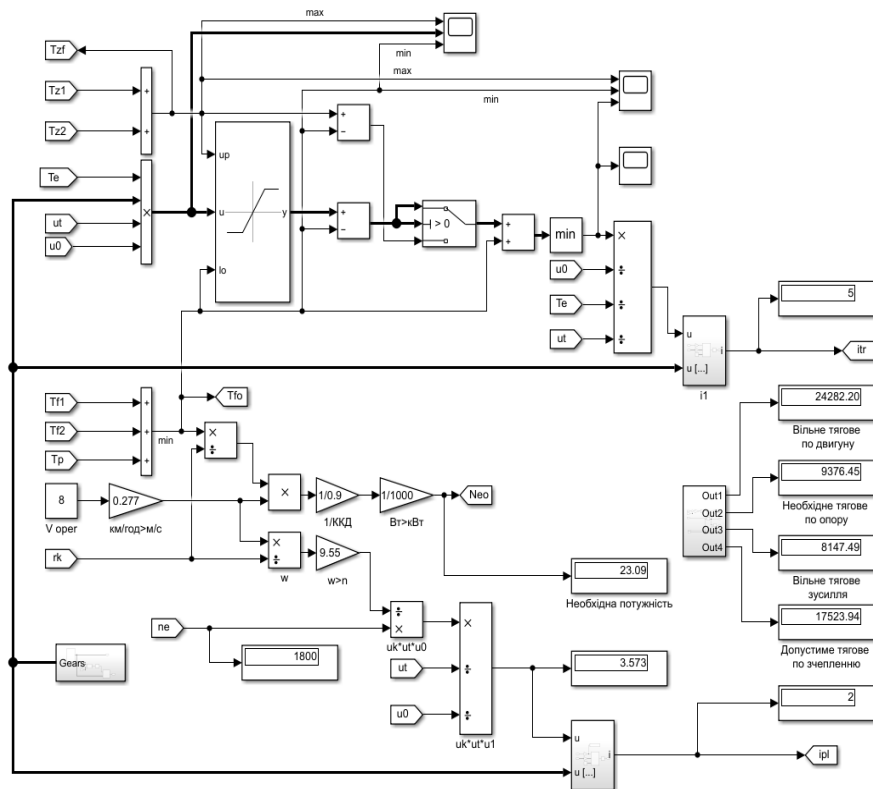 max
Tzf
min
Tz1
max
Tz2
min
up
Te
u
y
> 0
min
ut
u0
lo
u0
5
Te
u
i
itr
ut
u [...]
i1
Tf1
Tfo
24282.20
Tf2
min
Вільне тягове
по двигуну
Tp
9376.45
8
0.277
1/0.9
1/1000
Neo
Out1
Необхідне тягове
по опору
V oper
км/год>м/с
1/ККД
Вт>кВт
Out2
Out3
Out4
8147.49
rk
9.55
23.09
Вільне тягове
зусилля
w
w>n
Необхідна потужність
17523.94
ne
Допустиме тягове
по зчепленню
uk*ut*u0
Gears
1800
ut
3.573
2
u0
u
i
ipl
uk*ut*u1
u [...]